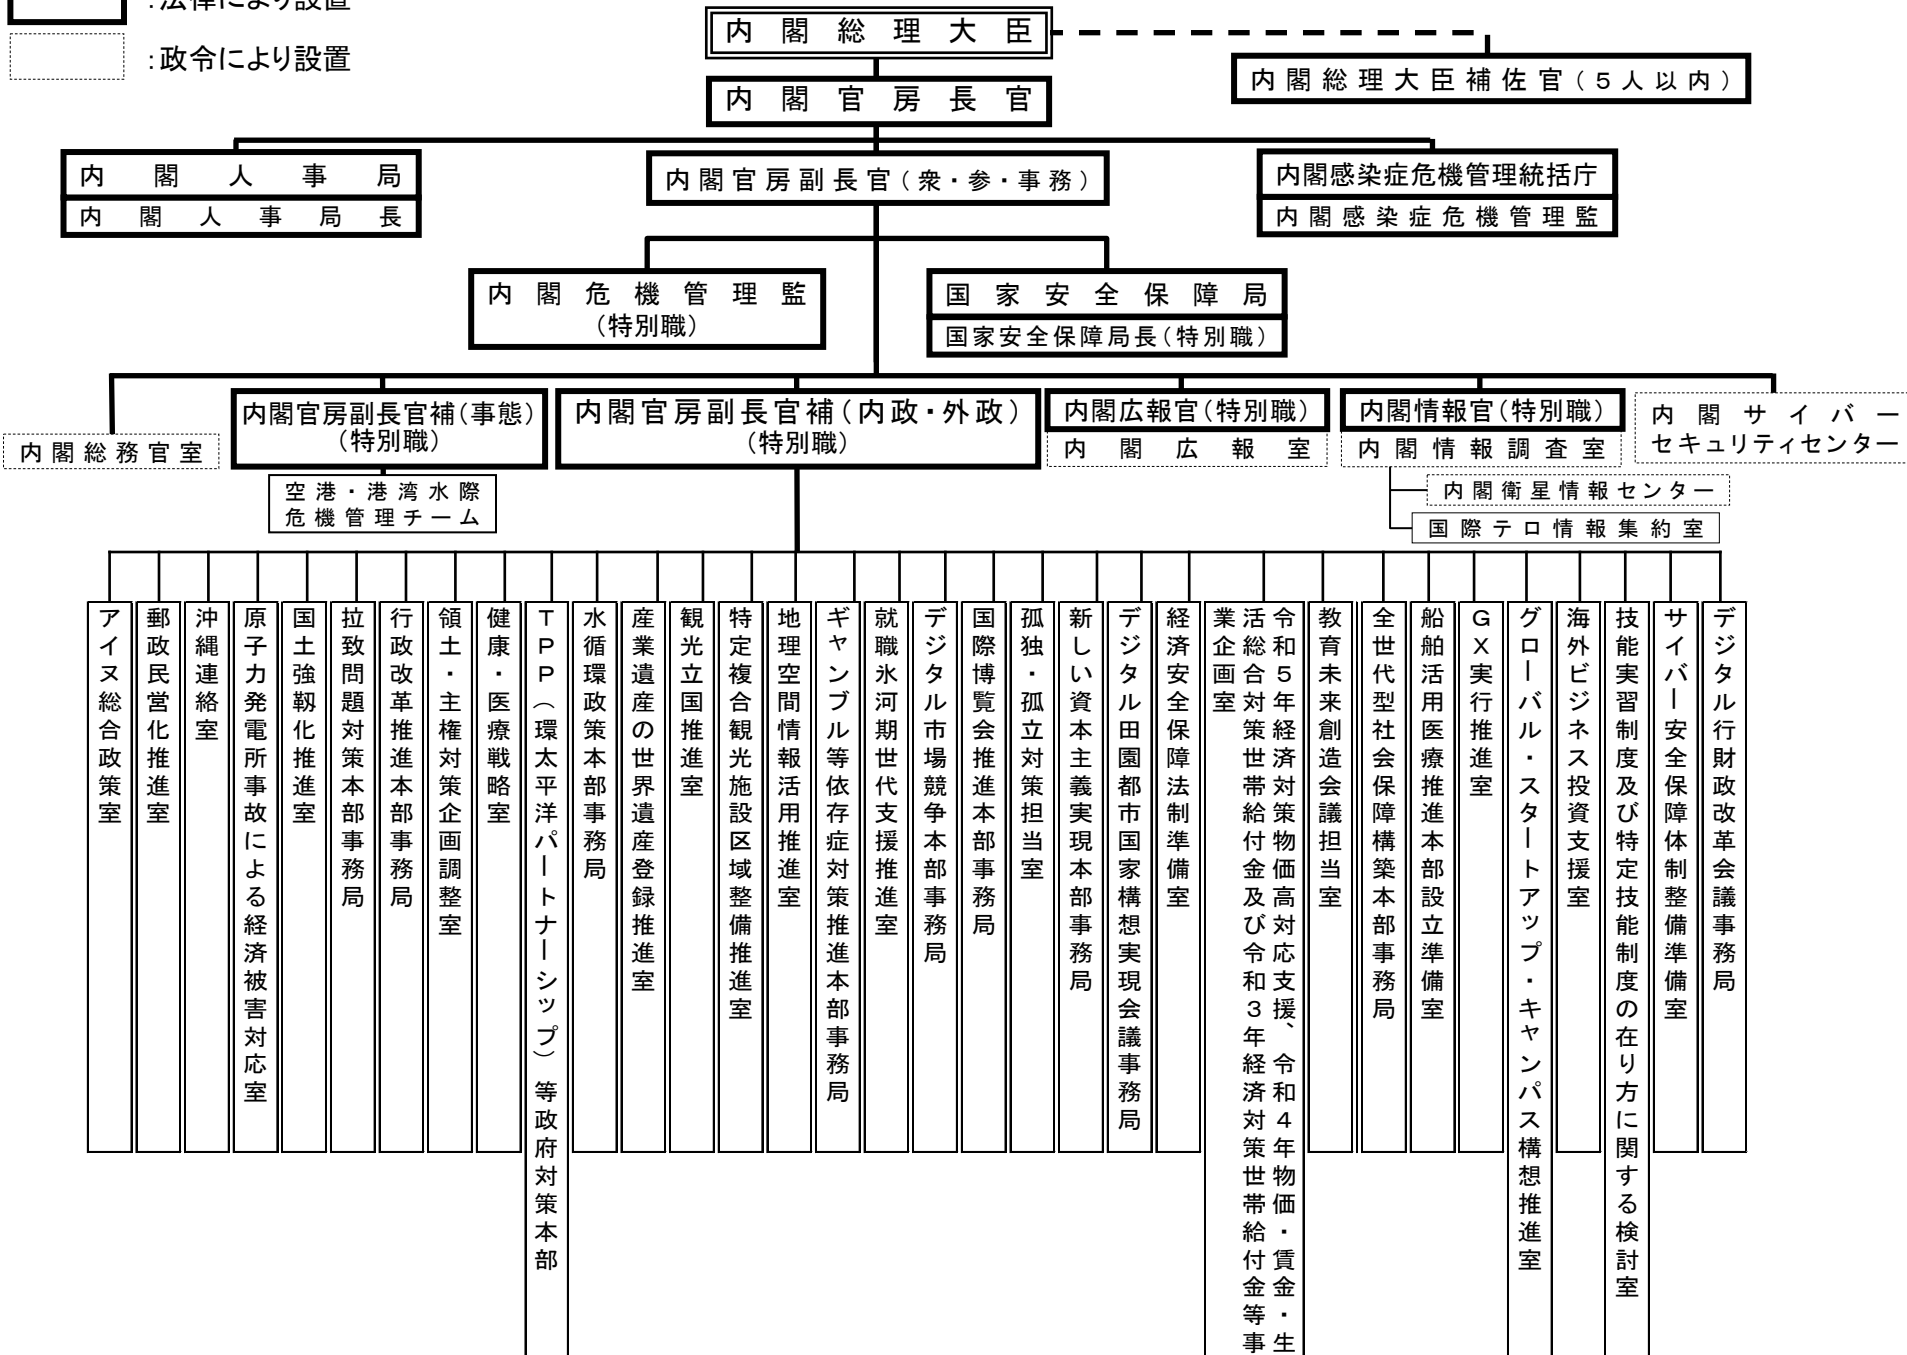 :法律により設置
:政令により設置
内閣総理大臣
内閣総理大臣補佐官(5人以内)
内閣官房長官
内閣人事局
内閣人事局長
内閣官房副長官(衆・参・事務)
内閣感染症危機管理統括庁
内閣感染症危機管理監
内閣危機管理監
(特別職)
国家安全保障局
国家安全保障局長(特別職)
内閣総務官室
内閣官房副長官補(事態)
(特別職)
空港・港湾水際
危機管理チーム
内閣官房副長官補(内政・外政)
(特別職)
内閣広報官(特別職)
内閣広報室
内閣情報官(特別職)
内閣情報調査室
内閣衛星情報センター
国際テロ情報集約室
内閣サイバー
セキュリティセンター
アイヌ総合政策室
郵政民営化推進室
沖縄連絡室
原子力発電所事故による経済被害対応室
国土強靱化推進室
拉致問題対策本部事務局
行政改革推進本部事務局
領土・主権対策企画調整室
健康・医療戦略室
TPP(環太平洋パートナーシップ)等政府対策本部
水循環政策本部事務局
産業遺産の世界遺産登録推進室
観光立国推進室
特定複合観光施設区域整備推進室
地理空間情報活用推進室
ギャンブル等依存症対策推進本部事務局
就職氷河期世代支援推進室
デジタル市場競争本部事務局
国際博覧会推進本部事務局
孤独・孤立対策担当室
新しい資本主義実現本部事務局
デジタル田園都市国家構想実現会議事務局
経済安全保障法制準備室
令和5年経済対策物価高対応支援、令和4年物価・賃金・生
活総合対策世帯給付金及び令和3年経済対策世帯給付金等事
業企画室
教育未来創造会議担当室
全世代型社会保障構築本部事務局
船舶活用医療推進本部設立準備室
GX実行推進室
グローバル・スタートアップ・キャンパス構想推進室
海外ビジネス投資支援室
技能実習制度及び特定技能制度の在り方に関する検討室
サイバー安全保障体制整備準備室
デジタル行財政改革会議事務局